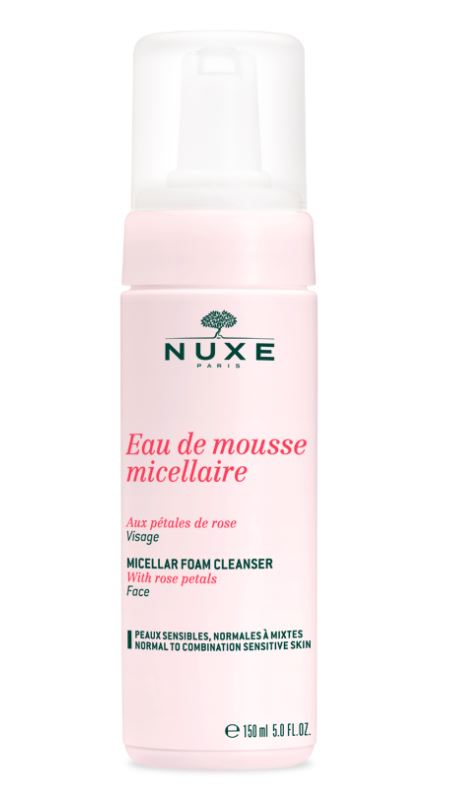 NUXE
PARIS
Eau de mousse
micellaire
Aux pétales de rose
Visage
MICELLAR FOAM CLEANSER
With rose petals
Face
PEAUX SENSIBLES, NORMALES À MIXTES
NORMAL TO COMBINATION SENSITIVE SKIN
℮ 150 ml 5.0 FL.OZ.